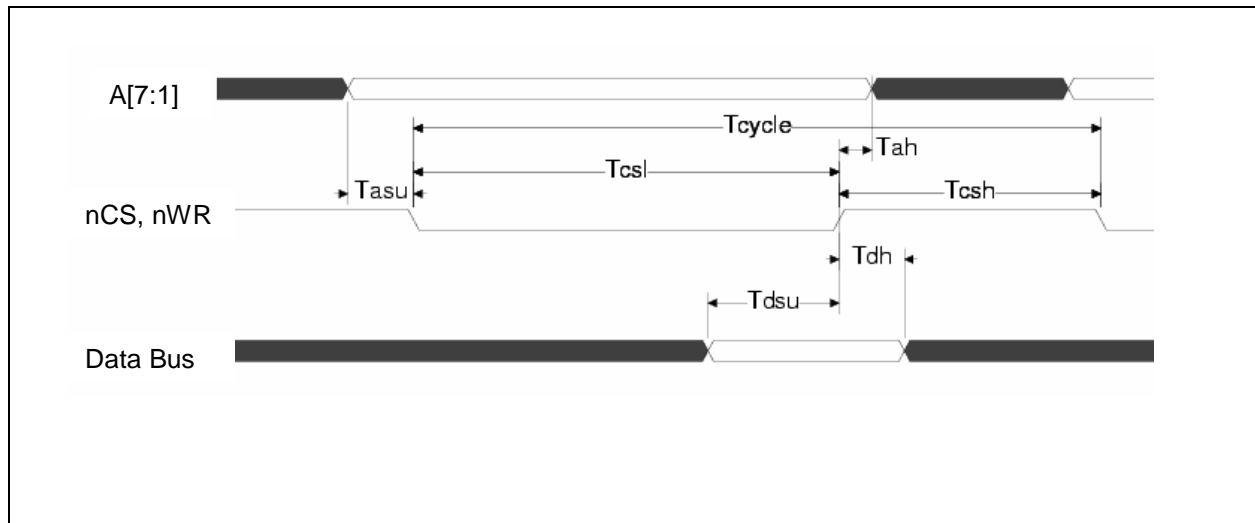 A[7:1]
Tcycle
Tah
Tcsl
Tasu
Tcsh
nCS, nWR
Tdh
Tdsu
Data Bus